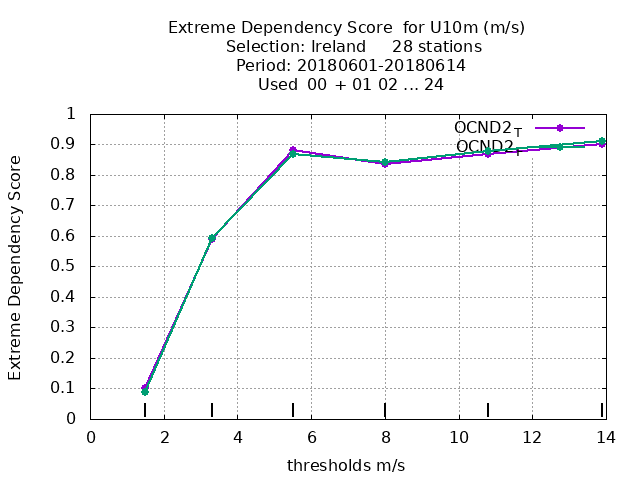 Extreme Dependency Score  for U10m (m/s)
Selection: Ireland     28 stations
Period: 20180601-20180614
Used  00 + 01 02 ... 24
Extreme Dependency Score
1
0.9
0.8
0.7
0.6
0.5
0.4
0.3
0.2
0.1
0
OCND2T
OCND2
0 2 4 6 8 10 12 14
thresholds m/s